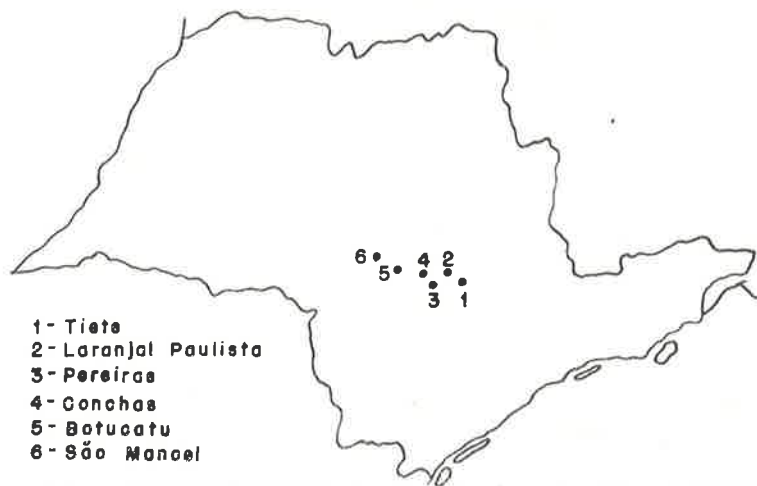 6 5 4 2
3 1
1- Tiete
2- Laranjal Paulista
3- Pereiras
4- Conchas
5- Botucatu
6- São Manoel